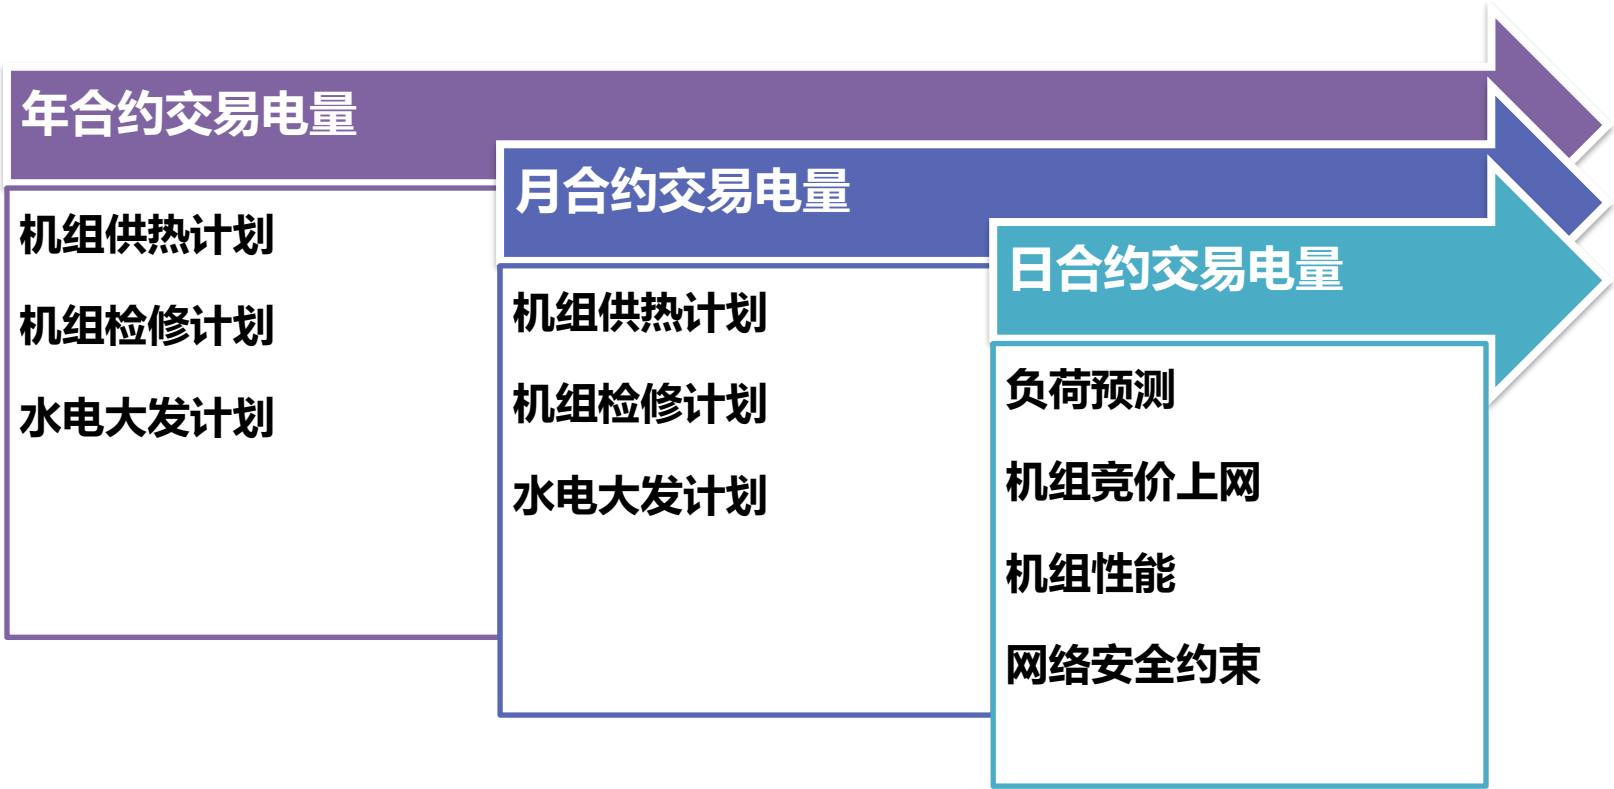 年合约交易电量
机组供热计划
机组检修计划
水电大发计划
月合约交易电量
机组供热计划
机组检修计划
水电大发计划
日合约交易电量
负荷预测
机组竞价上网
机组性能
网络安全约束